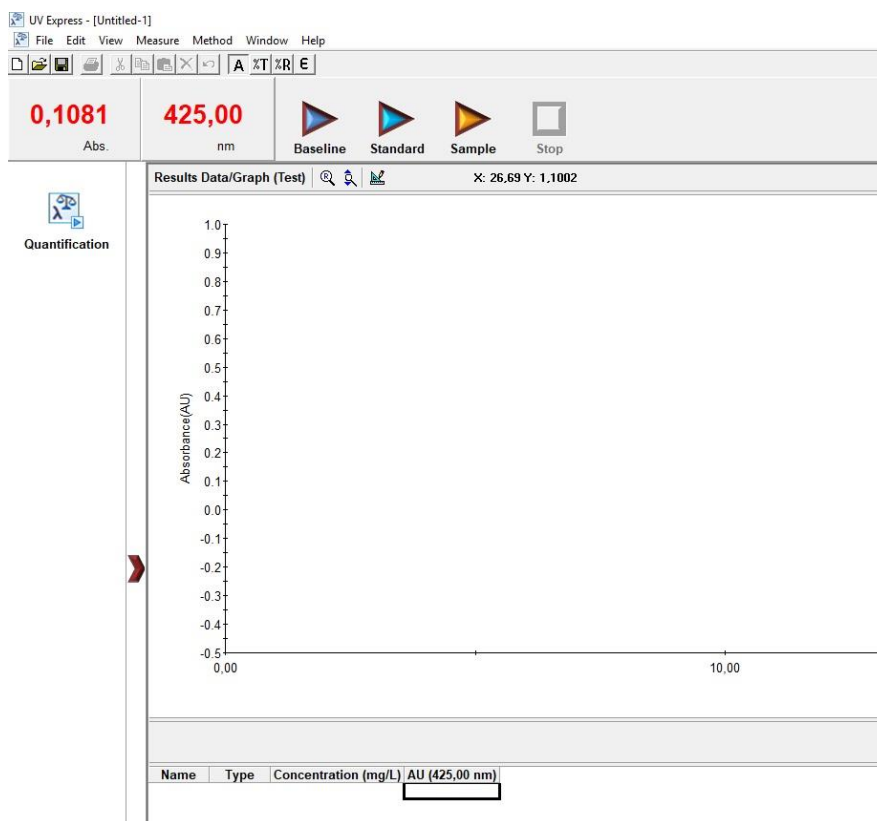 UV Express - [Untitled-1]
File Edit View Measure Method Window Help
A %T %R ε
0,1081 425,00
Abs. nm Baseline Standard Sample Stop
Results Data/Graph (Test) R X: 26,69 Y: 1,1002
λ
Quantification
1.0
0.9
0.8
0.7
0.6
0.5
0.4
0.3
0.2
0.1
0.0
-0.1
-0.2
-0.3
-0.4
-0.5
Absorbance(AU)
0,00 10,00
Name Type Concentration (mg/L) AU (425,00 nm)